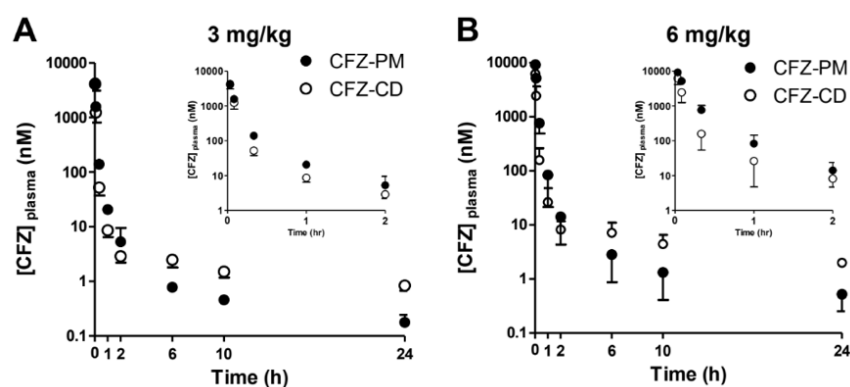 A
3 mg/kg
10000
1000
100
10
1
0.1
[CFZ] plasma (nM)
0 1 2 6 10 24
Time (h)
10000
1000
100
10
1
[CFZ] plasma (nM)
0 1 2
Time (hr)
CFZ-PM
CFZ-CD
B
6 mg/kg
10000
1000
100
10
1
0.1
[CFZ] plasma (nM)
0 1 2 6 10 24
Time (h)
10000
1000
100
10
1
[CFZ] plasma (nM)
0 1 2
Time (hr)
CFZ-PM
CFZ-CD